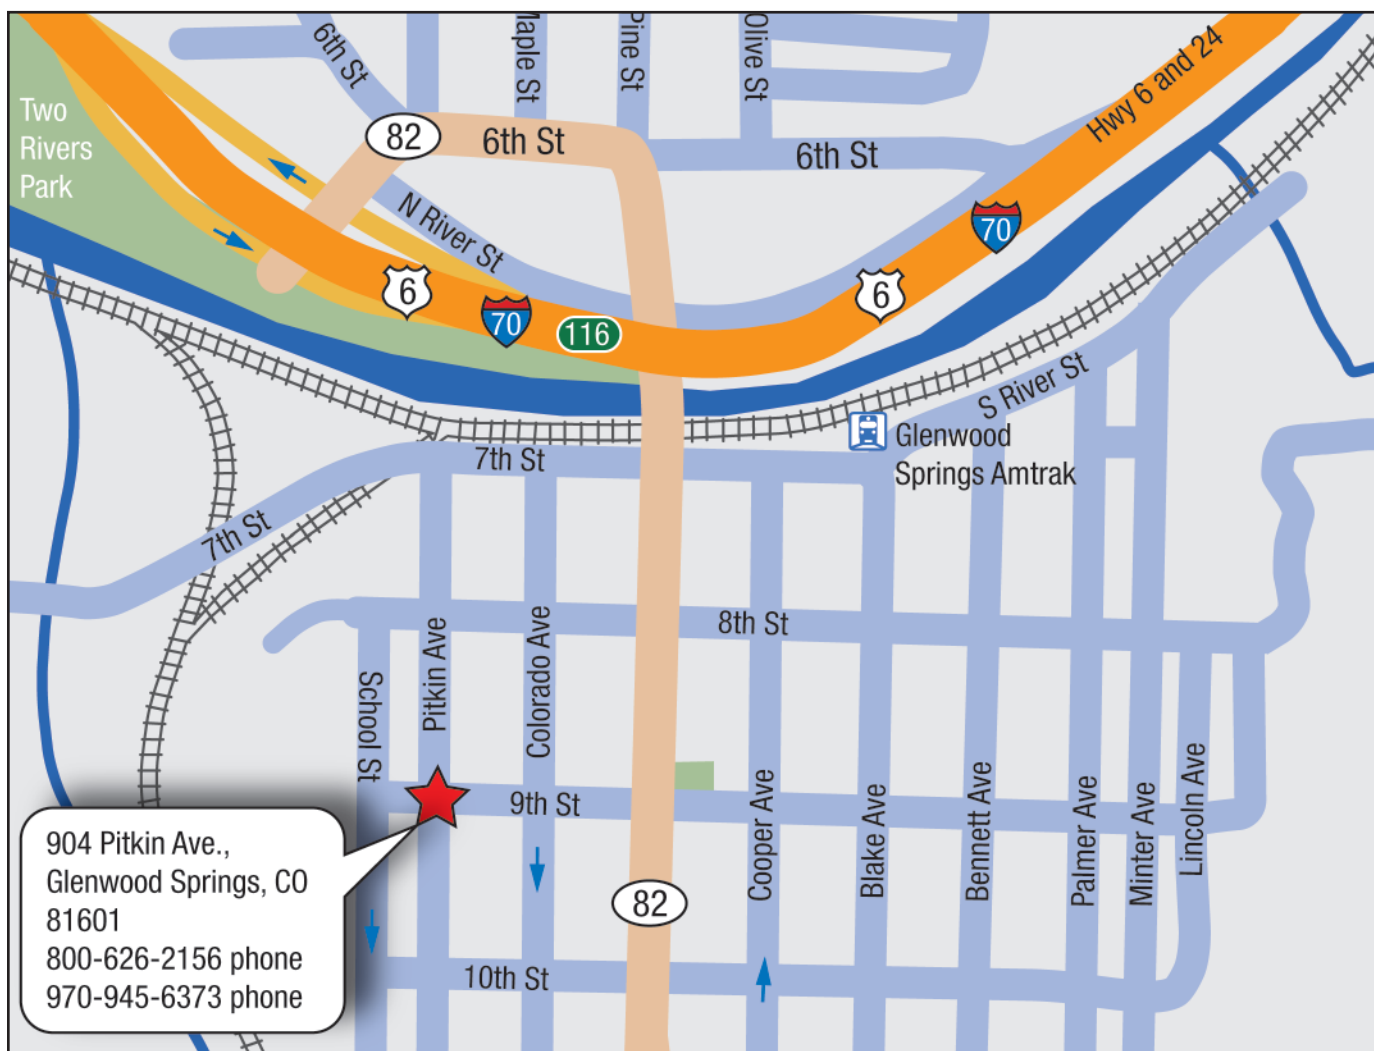 6th St
Maple St
Pine St
Olive St
Hwy 6 and 24
Two
Rivers
Park
82
6th St
6th St
N River St
70
6
6
70
116
S River St
Glenwood
Springs Amtrak
7th St
7th St
8th St
School St
Pitkin Ave
Colorado Ave
9th St
Cooper Ave
Blake Ave
Bennett Ave
Palmer Ave
Minter Ave
Lincoln Ave
904 Pitkin Ave.,
Glenwood Springs, CO
81601
800-626-2156 phone
970-945-6373 phone
82
10th St